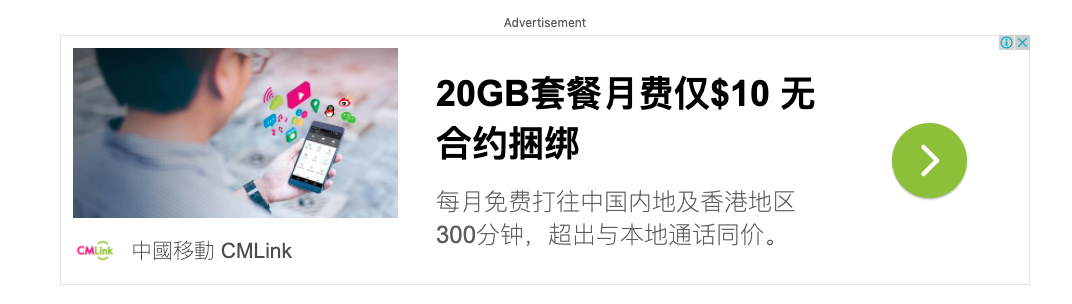 Advertisement
20GB套餐月费仅$10 无
合约捆绑
每月免费打往中国内地及香港地区
300分钟，超出与本地通话同价。
CMLink
中國移動 CMLink